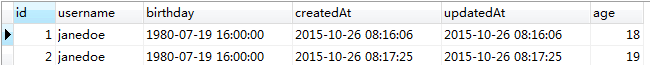 id username birthday createdAt updatedAt age
1 janedoe 1980-07-19 16:00:00 2015-10-26 08:16:06 2015-10-26 08:16:06 18
2 janedoe 1980-07-19 16:00:00 2015-10-26 08:17:25 2015-10-26 08:17:25 19